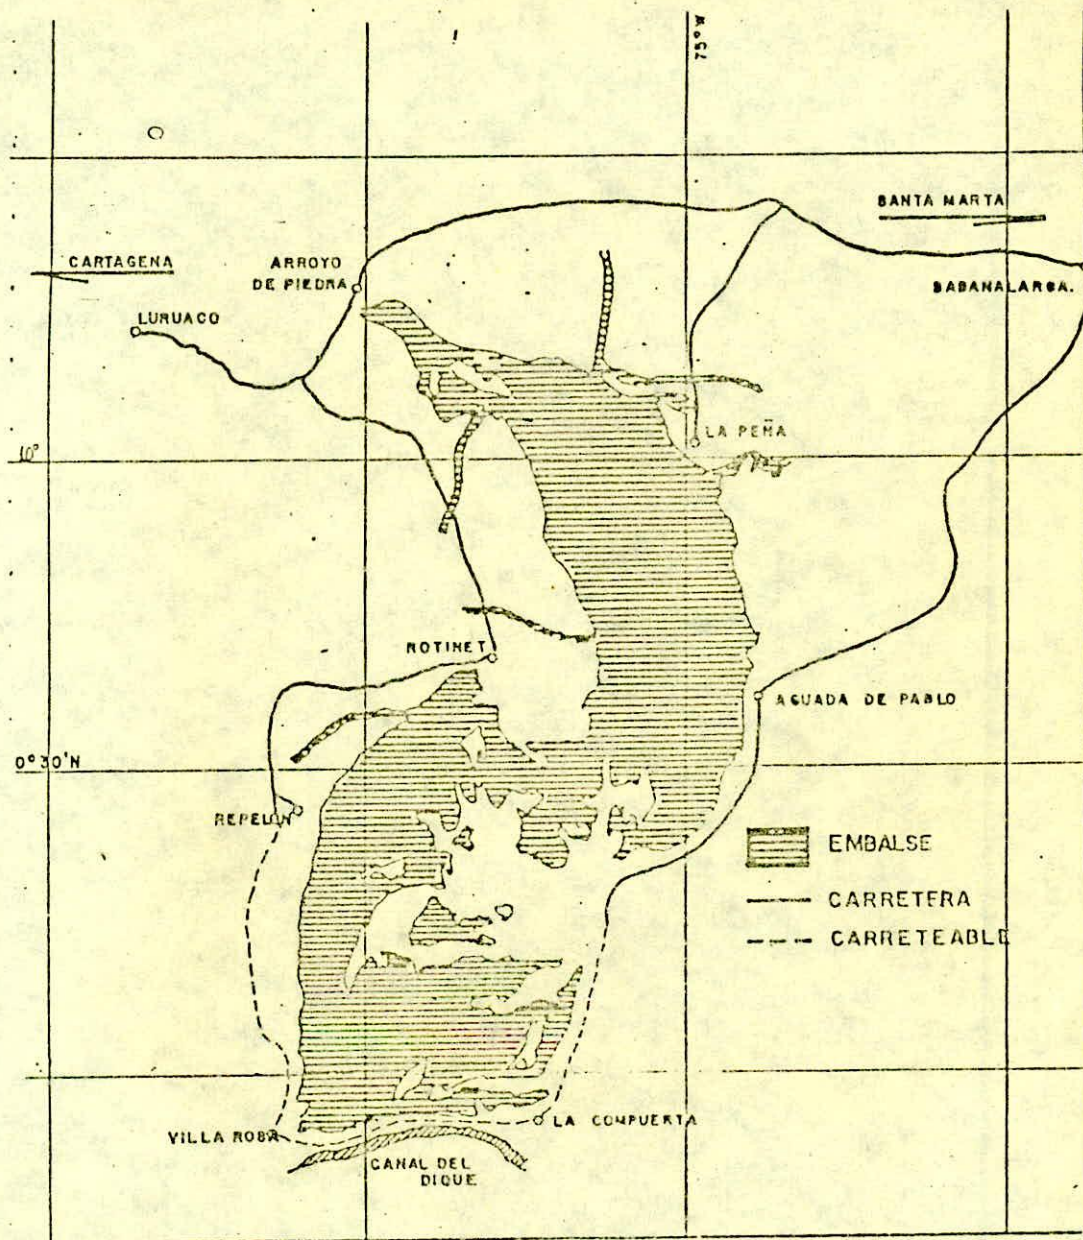 75° W
SANTA MARTA
CARTAGENA
ARROYO
DE PIEDRA
SABANALARGA.
LURUACO
LA PEÑA
10°
ROTINET
AGUADA DE PABLO
0°30'N
REPELON
EMBALSE
CARRETERA
CARRETEABLE
LA COMPUERTA
VILLA ROSA
CANAL DEL
DIQUE